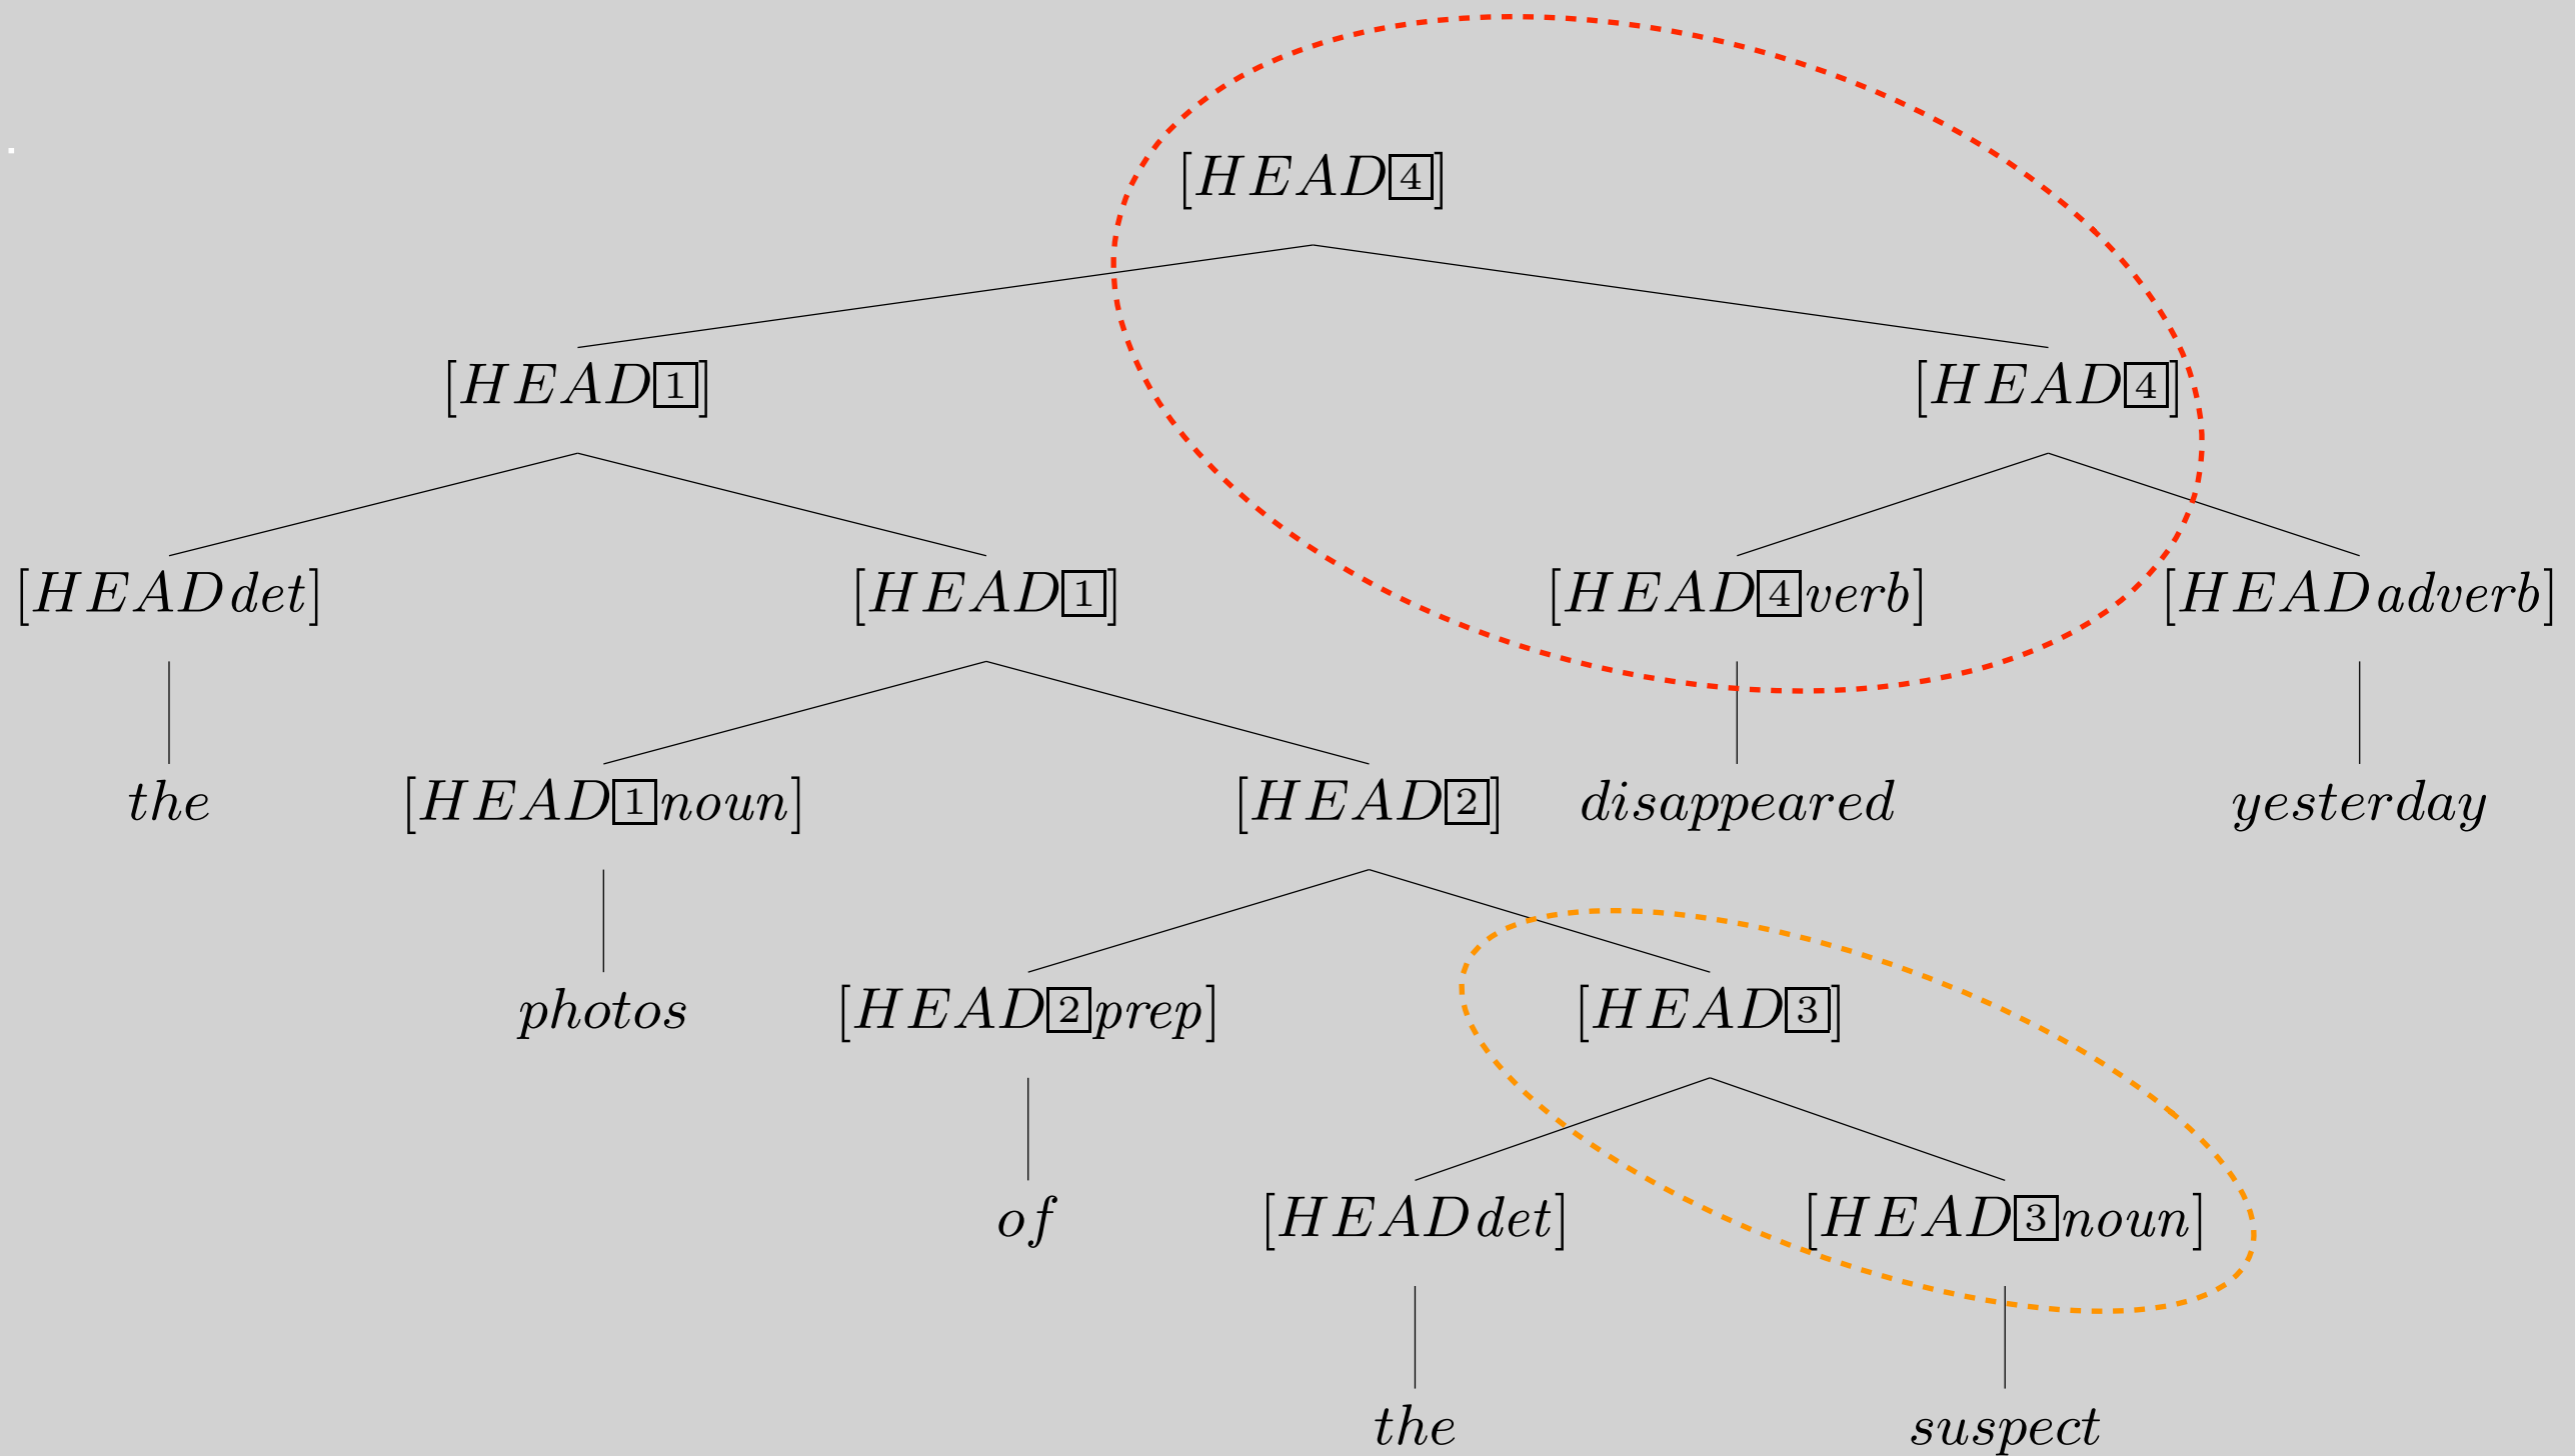 [HEAD4]
[HEAD1] [HEAD4]
[HEADdet] [HEAD1] [HEAD4verb] [HEADadverb]
the [HEAD1noun] [HEAD2] disappeared yesterday
photos [HEAD2prep] [HEAD3]
of [HEADdet] [HEAD3noun]
the suspect